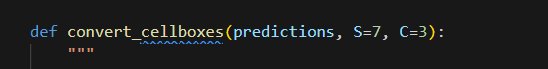 def convert_cellboxes(predictions, S=7, C=3):
"""